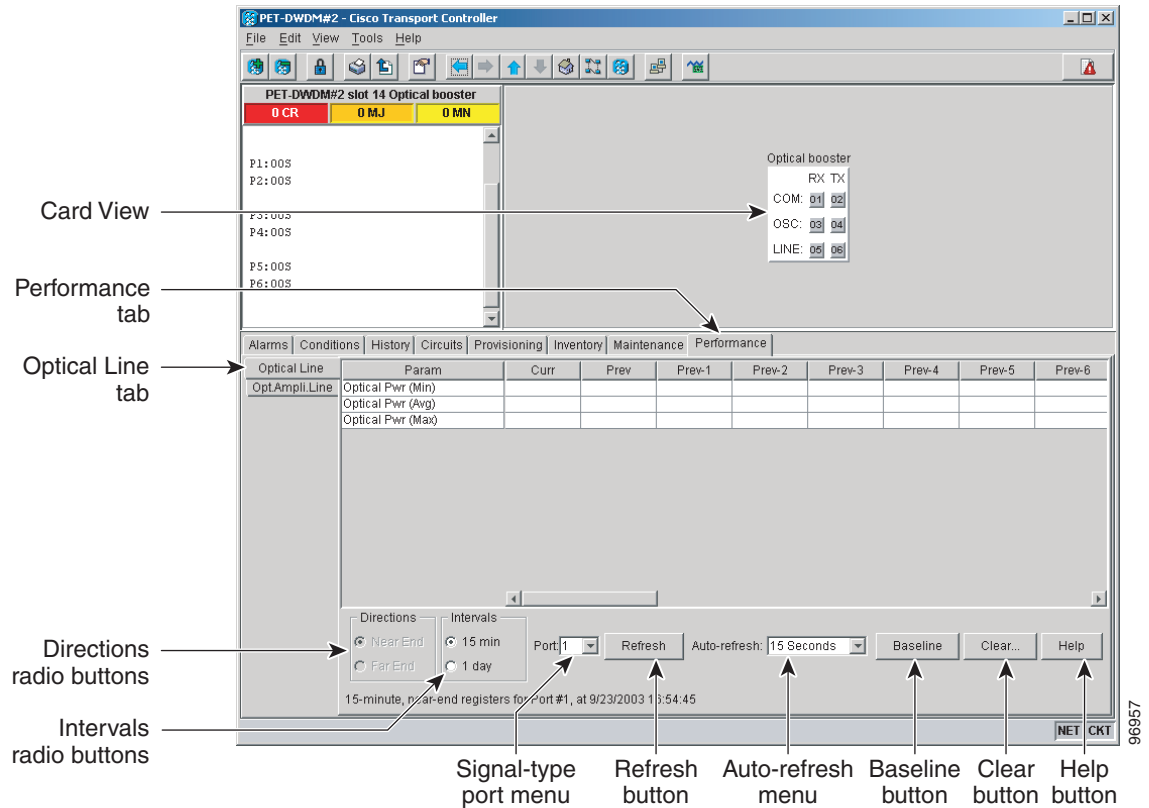 PET-DWDM#2 - Cisco Transport Controller
File Edit View Tools Help
PET-DWDM#2 slot 14 Optical booster
0 CR 0 MJ 0 MN
P1:OOS
P2:OOS
P3:OOS
P4:OOS
P5:OOS
P6:OOS
Optical booster
RX TX
COM: 01 02
OSC: 03 04
LINE: 05 06
Card View
Performance
tab
Optical Line
tab
Alarms Conditions History Circuits Provisioning Inventory Maintenance Performance
Optical Line
Opt.Ampli.Line
Param Curr Prev Prev-1 Prev-2 Prev-3 Prev-4 Prev-5 Prev-6
Optical Pwr (Min)
Optical Pwr (Avg)
Optical Pwr (Max)
Directions
Near End
Far End
Intervals
15 min
1 day
Port: 1 Refresh Auto-refresh: 15 Seconds Baseline Clear... Help
15-minute, near-end registers for Port #1, at 9/23/2003 16:54:45
NET CKT
Directions
radio buttons
Intervals
radio buttons
Signal-type
port menu
Refresh
button
Auto-refresh
menu
Baseline
button
Clear
button
Help
button
96957